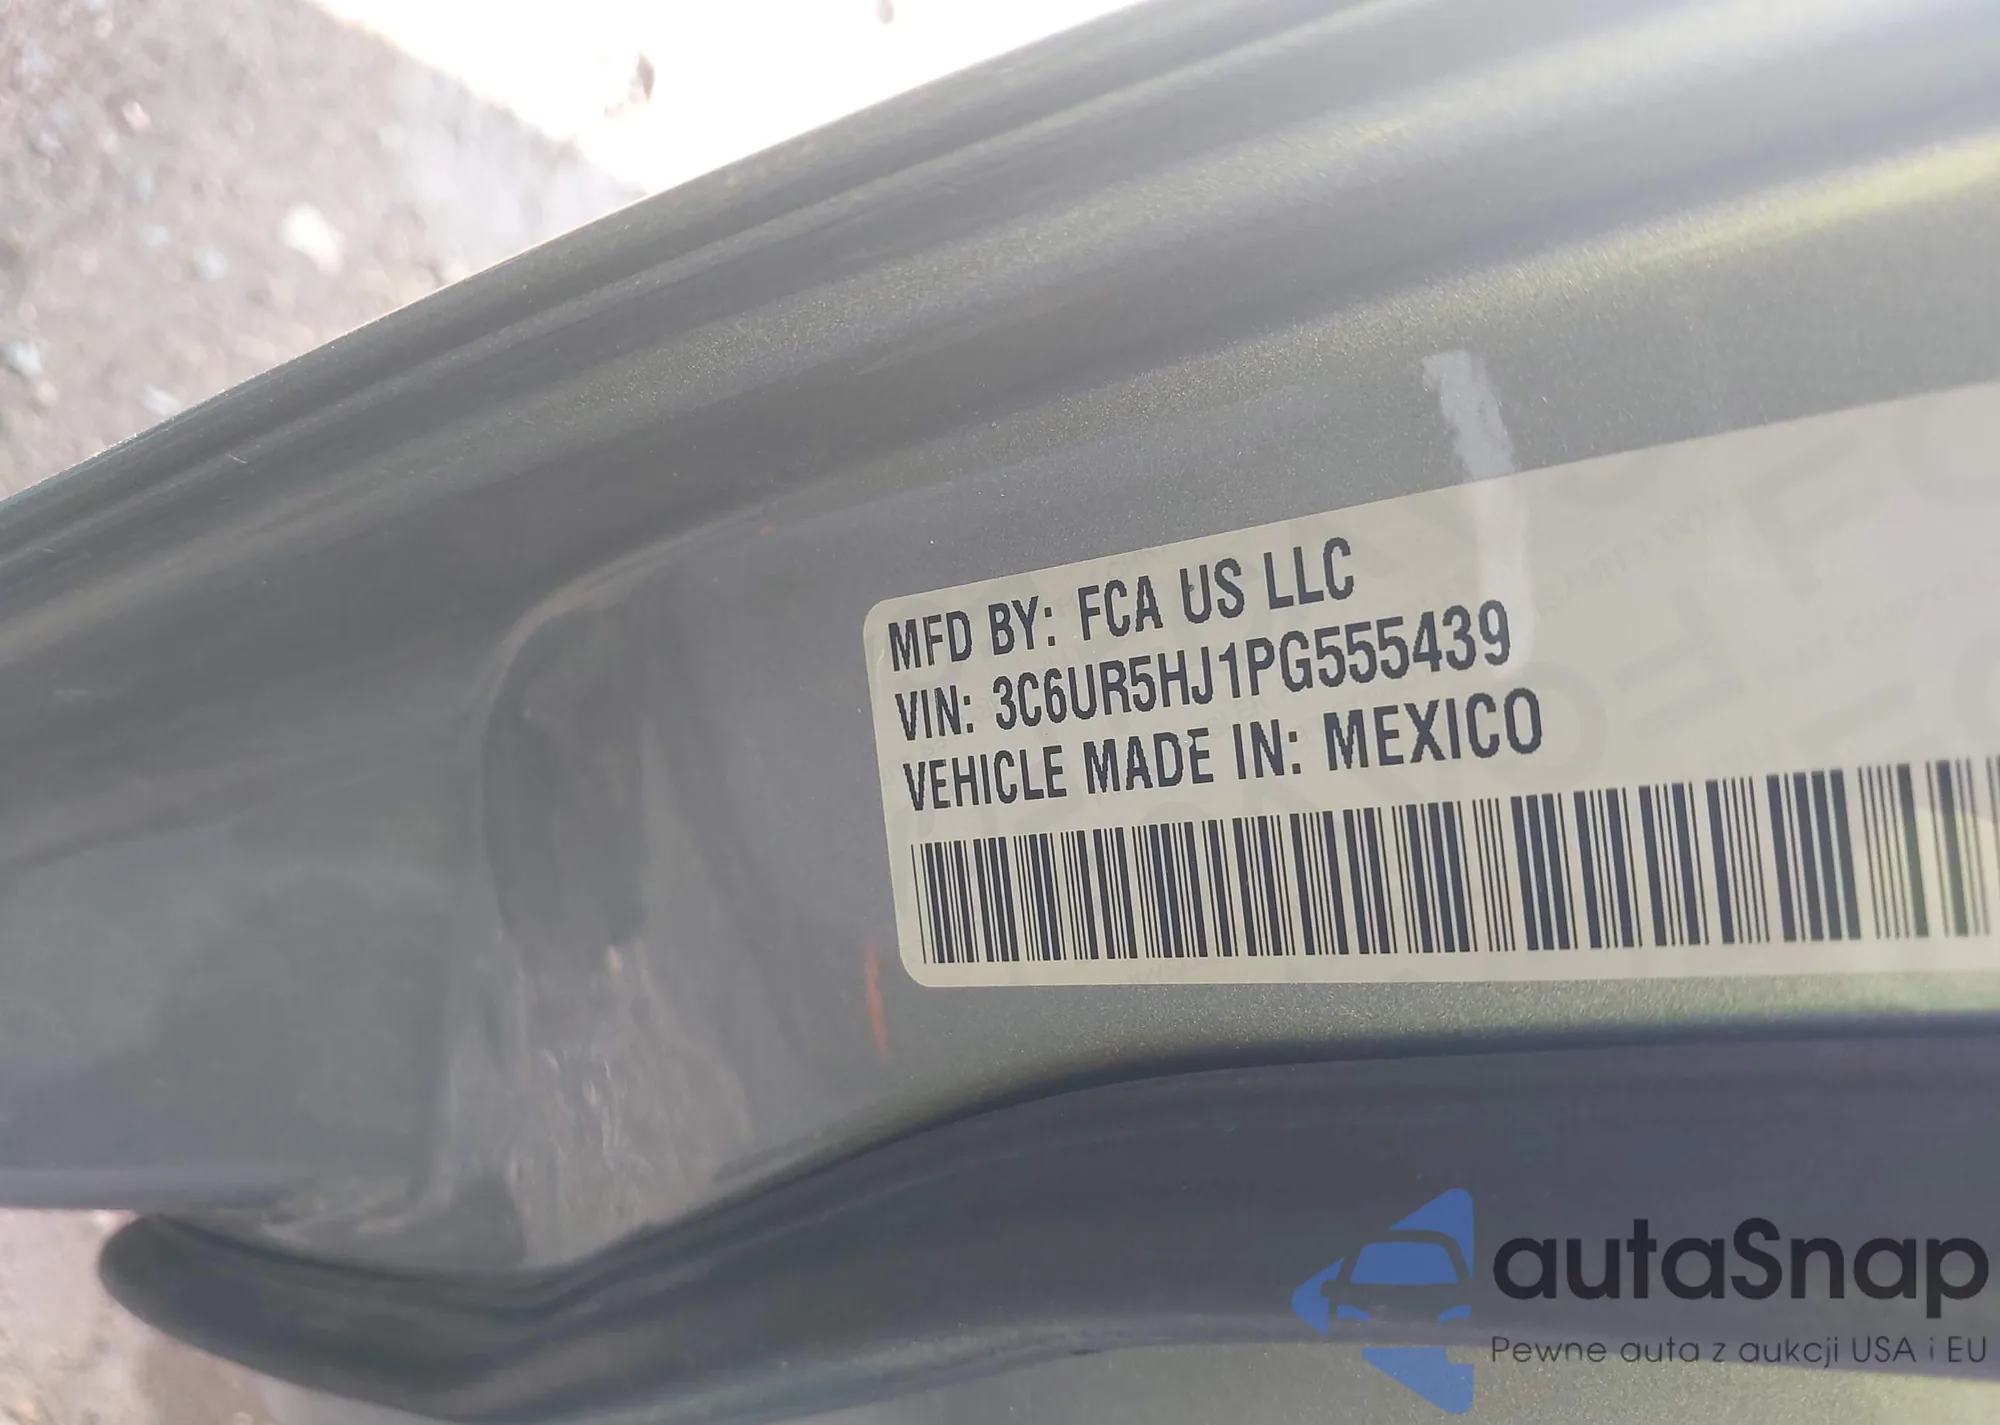 MFD BY: FCA US LLC
VIN: 3C6UR5HJ1PG555439
VEHICLE MADE IN: MEXICO
autaSnap
Pewne auta z aukcji USA i EU